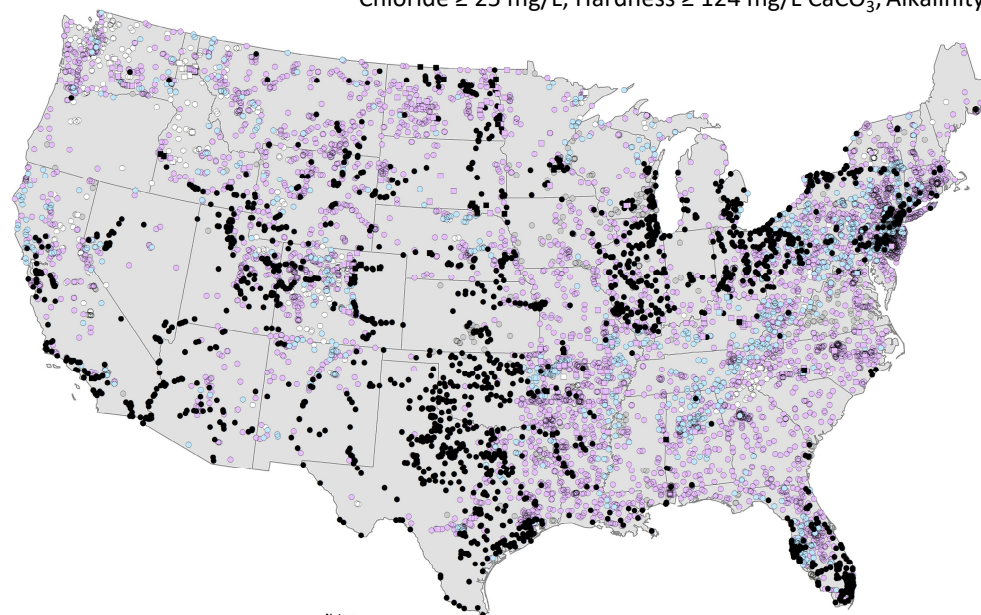 Chloride ≥ 25 mg/L, Hardness ≥ 124 mg/L CaCO₃, Alkalinity